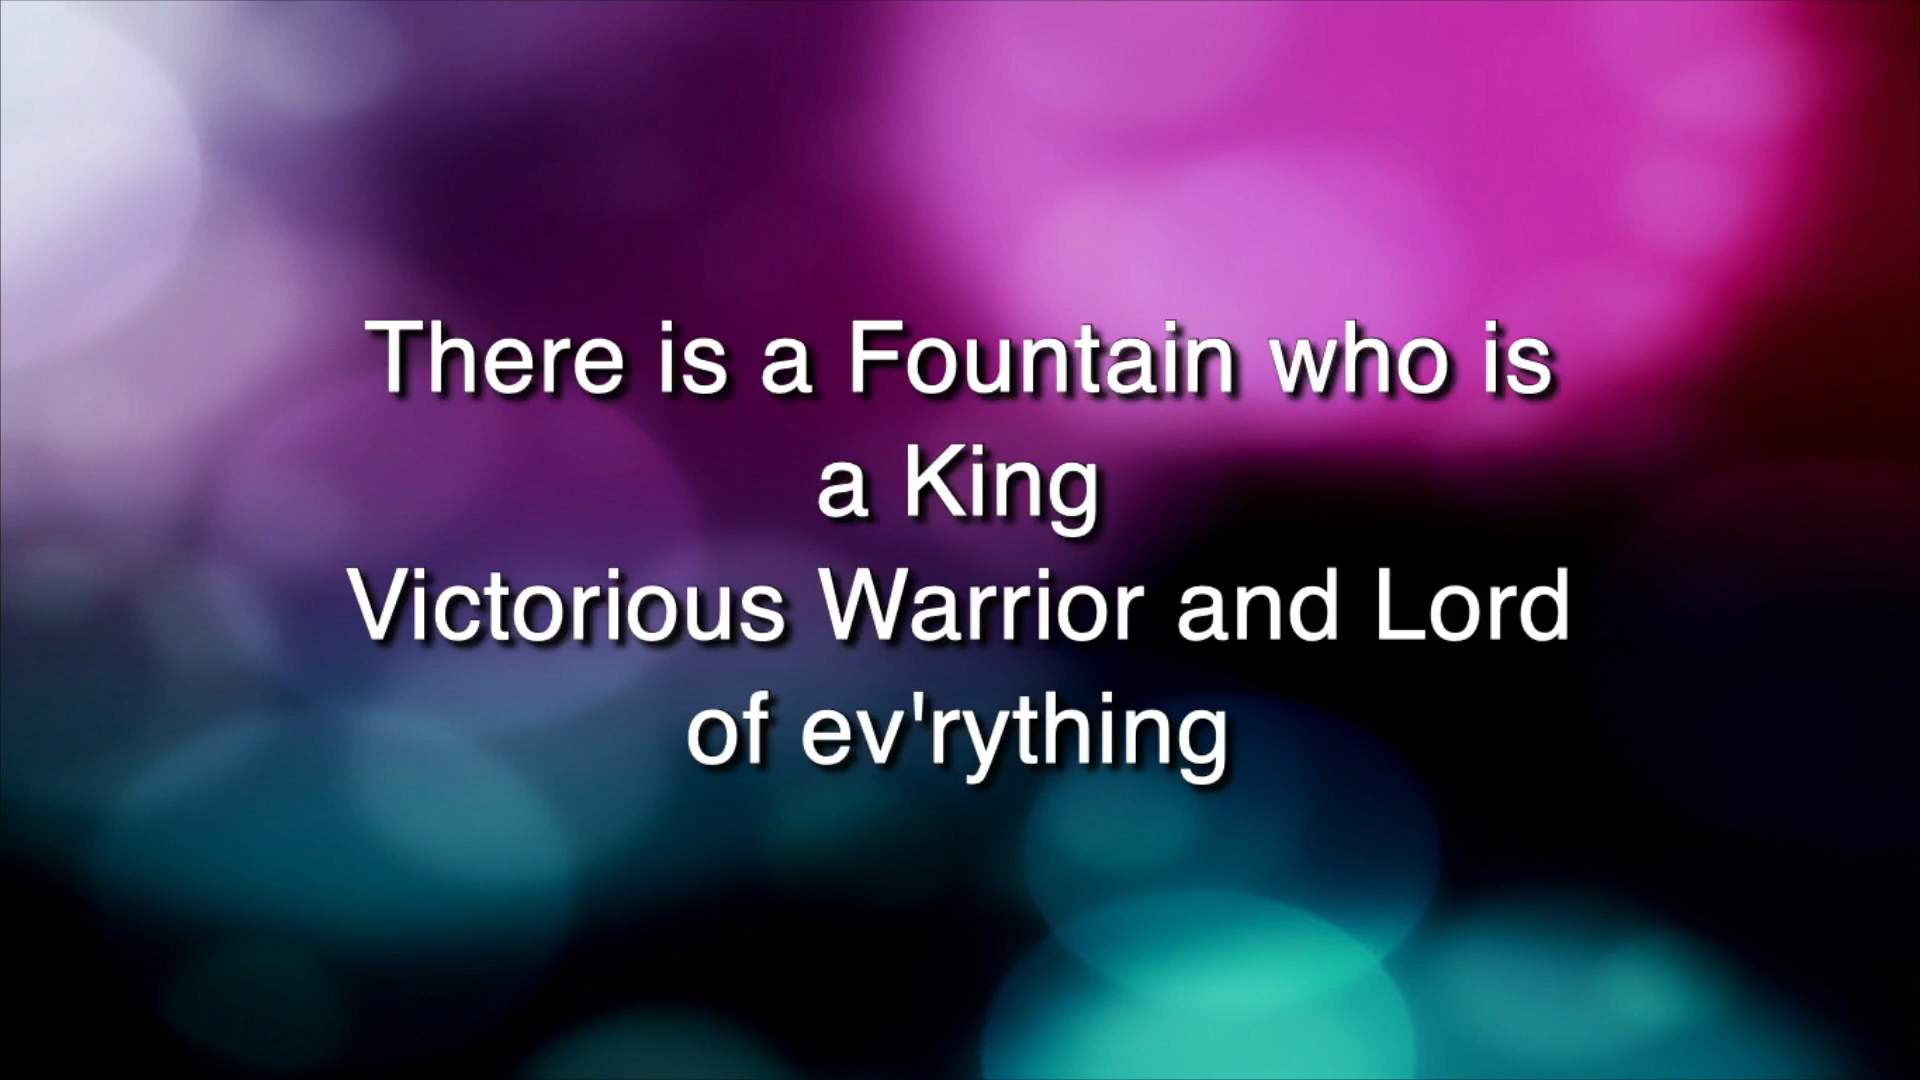 There is a Fountain who is
a King
Victorious Warrior and Lord
of ev'rything